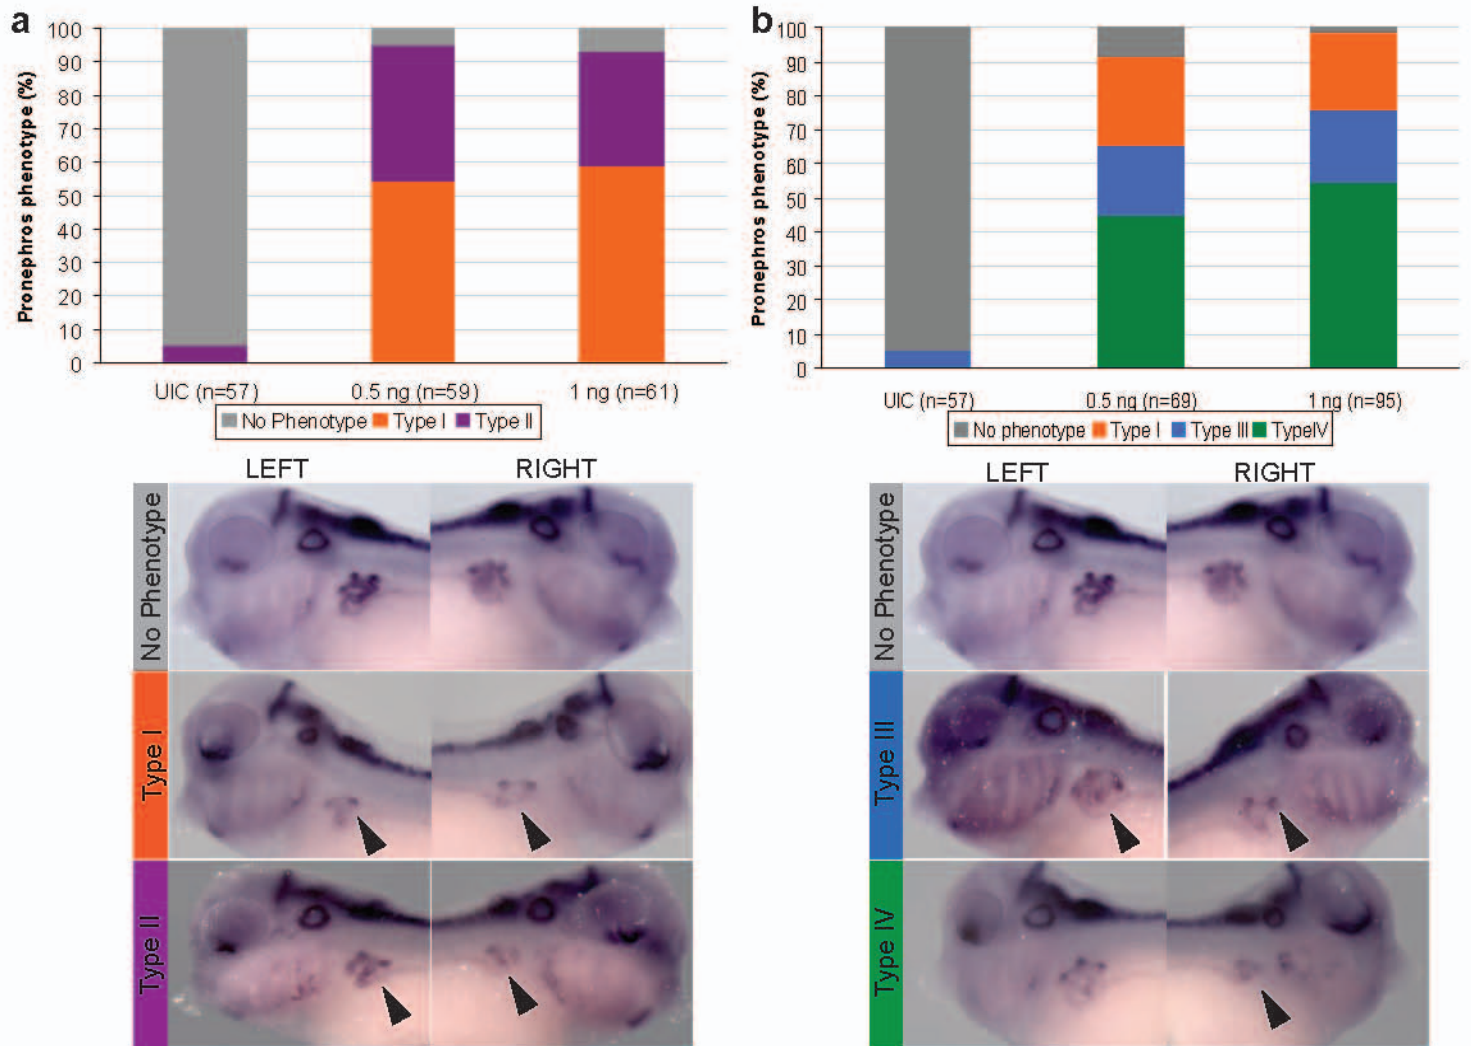 a
Pronephros phenotype (%)
100
90
80
70
60
50
40
30
20
10
0
UIC (n=57) 0.5 ng (n=59) 1 ng (n=61)
No Phenotype Type I Type II
LEFT RIGHT
No Phenotype
Type I
Type II
b
Pronephros phenotype (%)
100
90
80
70
60
50
40
30
20
10
0
UIC (n=57) 0.5 ng (n=69) 1 ng (n=95)
No phenotype Type I Type III TypeIV
LEFT RIGHT
No Phenotype
Type III
Type IV